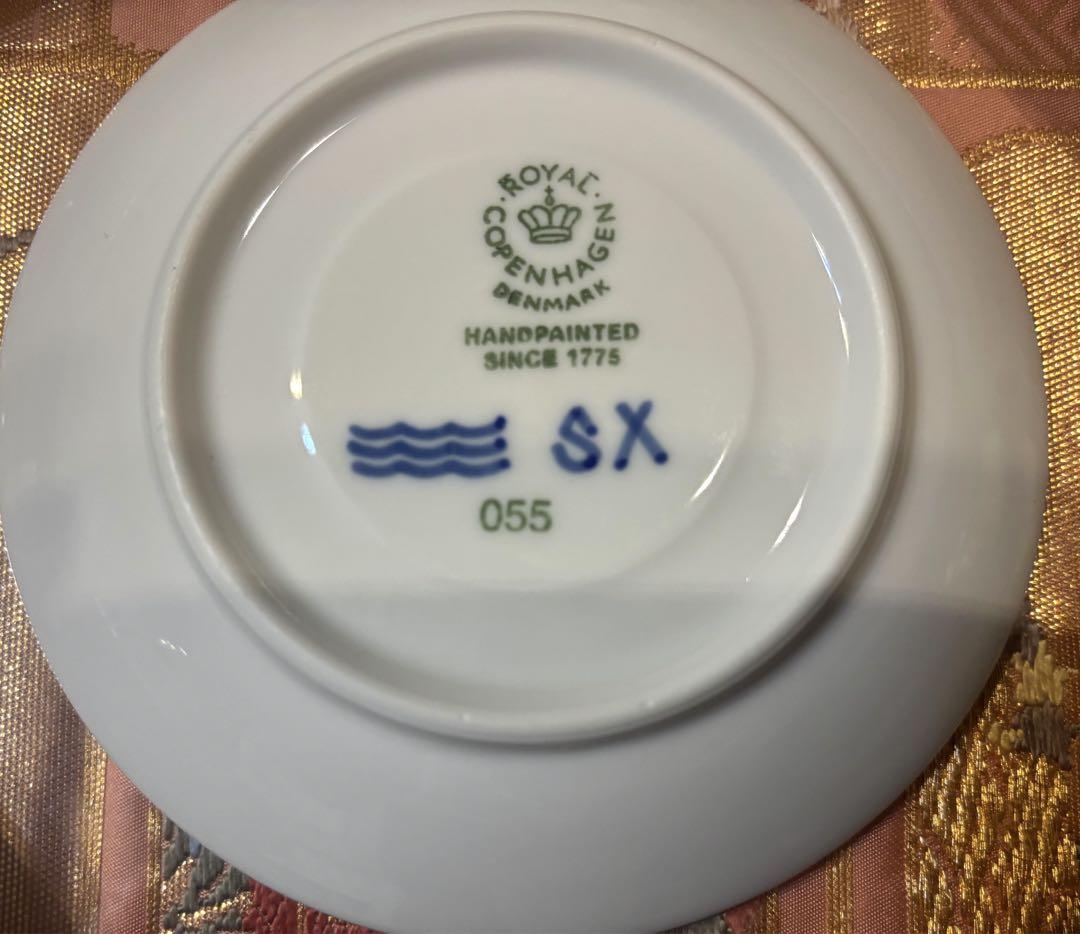 ROYAL
COPENHAGEN
DENMARK
HANDPAINTED
SINCE 1775
SX
055